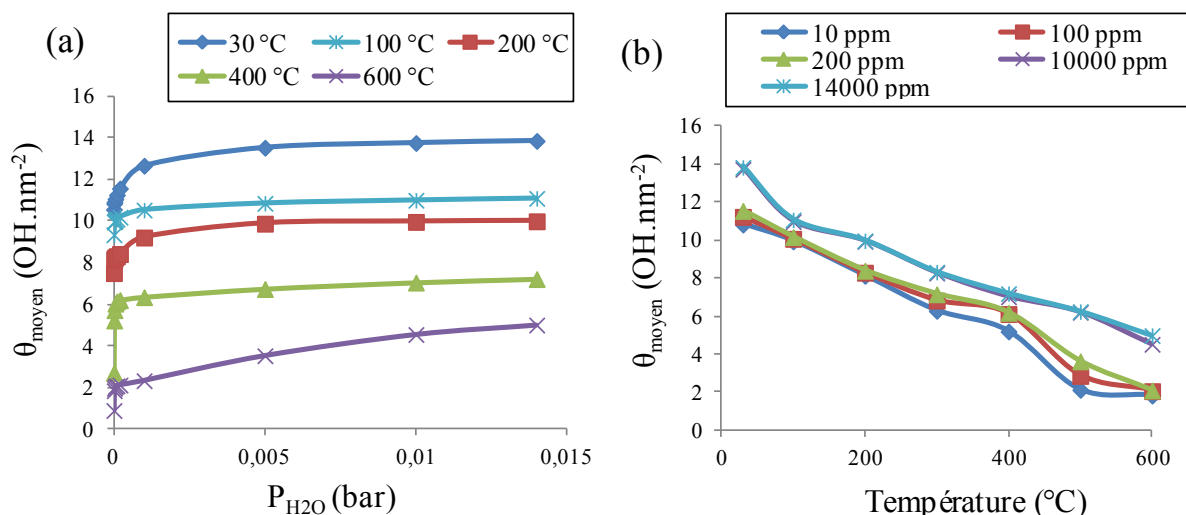 (a)
30 °C 100 °C 200 °C
400 °C 600 °C
θmoyen (OH.nm-2)
16
14
12
10
8
6
4
2
0
0 0,005 0,01 0,015
PH2O (bar)
(b)
10 ppm 100 ppm
200 ppm 10000 ppm
14000 ppm
θmoyen (OH.nm-2)
16
14
12
10
8
6
4
2
0
0 200 400 600
Température (°C)